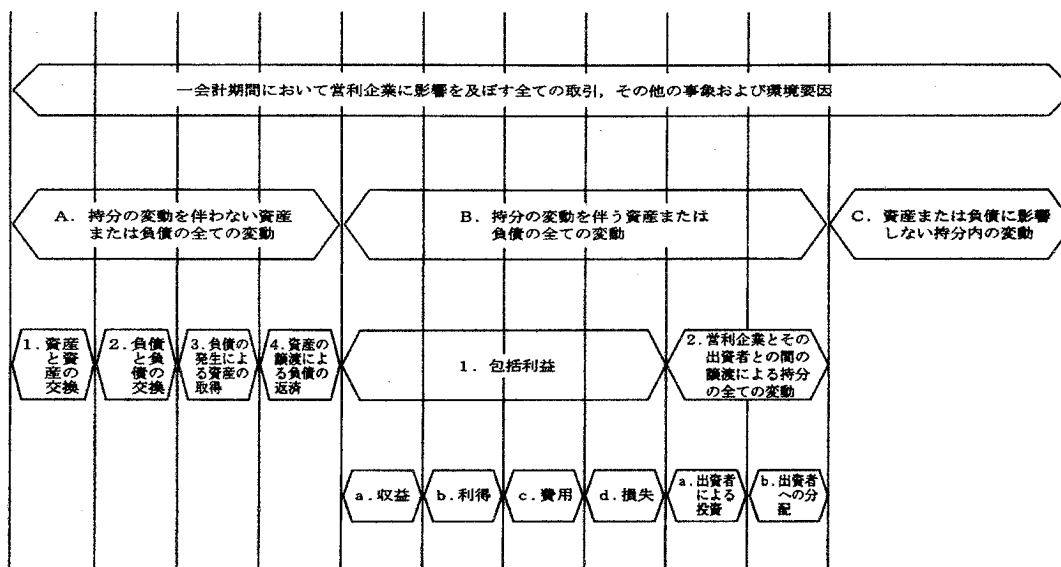 一会計期間において営利企業に影響を及ぼす全ての取引，その他の事象および環境要因
A．持分の変動を伴わない資産
または負債の全ての変動
B．持分の変動を伴う資産または
負債の全ての変動
C．資産または負債に影響
しない持分内の変動
1．資産
と資
産の
交換
2．負債
と負
債の
交換
3．負債の
発生によ
る資産の
取得
4．資産の
譲渡によ
る負債の
返済
1．包括利益
2．営利企業とその
出資者との間の
譲渡による持分
の全ての変動
a．収益
b．利得
c．費用
d．損失
a．出資者
による
投資
b．出資者
への分
配